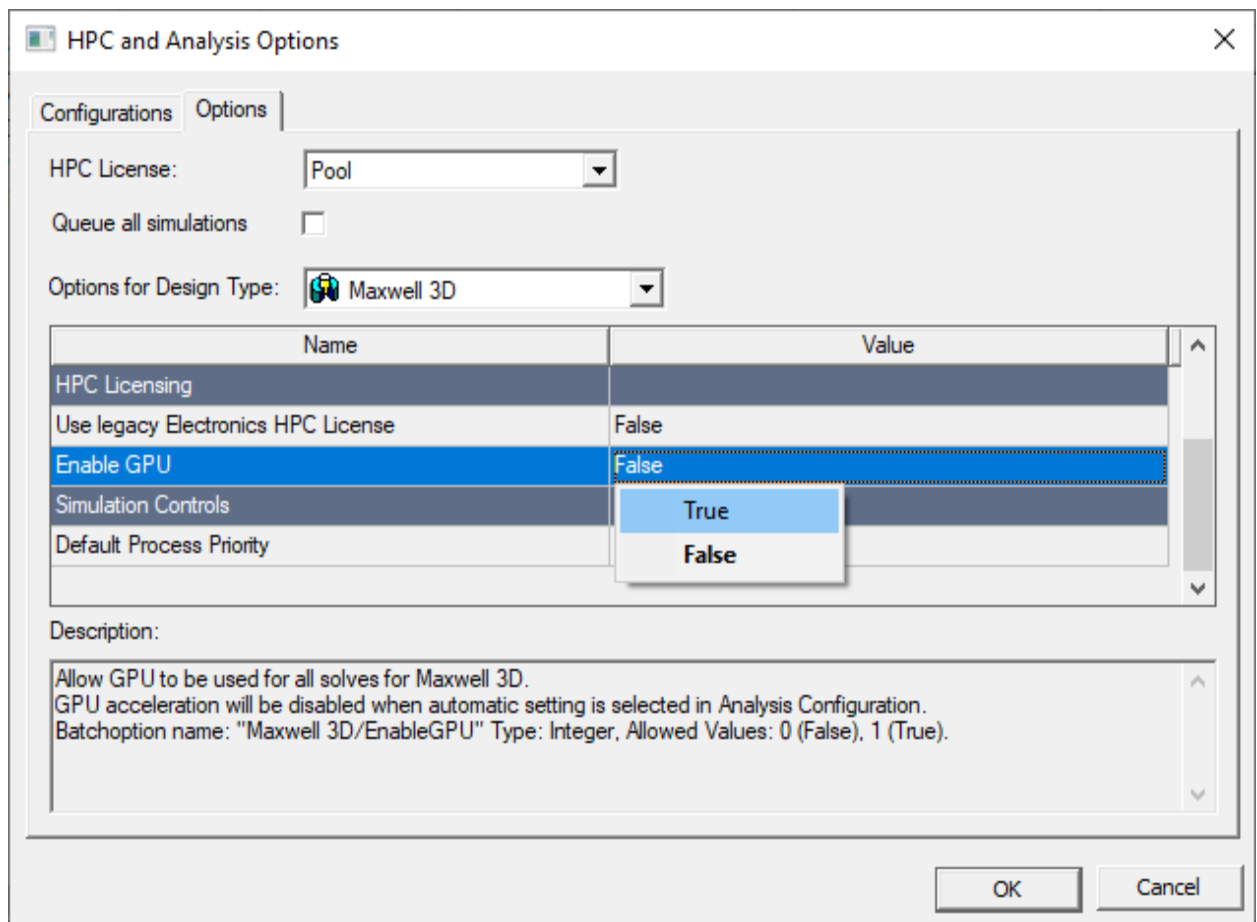 HPC and Analysis Options
Configurations Options
HPC License: Pool
Queue all simulations
Options for Design Type: Maxwell 3D
Name Value
HPC Licensing
Use legacy Electronics HPC License False
Enable GPU False
Simulation Controls True
Default Process Priority False
Description:
Allow GPU to be used for all solves for Maxwell 3D.
GPU acceleration will be disabled when automatic setting is selected in Analysis Configuration.
Batchoption name: "Maxwell 3D/EnableGPU" Type: Integer, Allowed Values: 0 (False), 1 (True).
OK Cancel